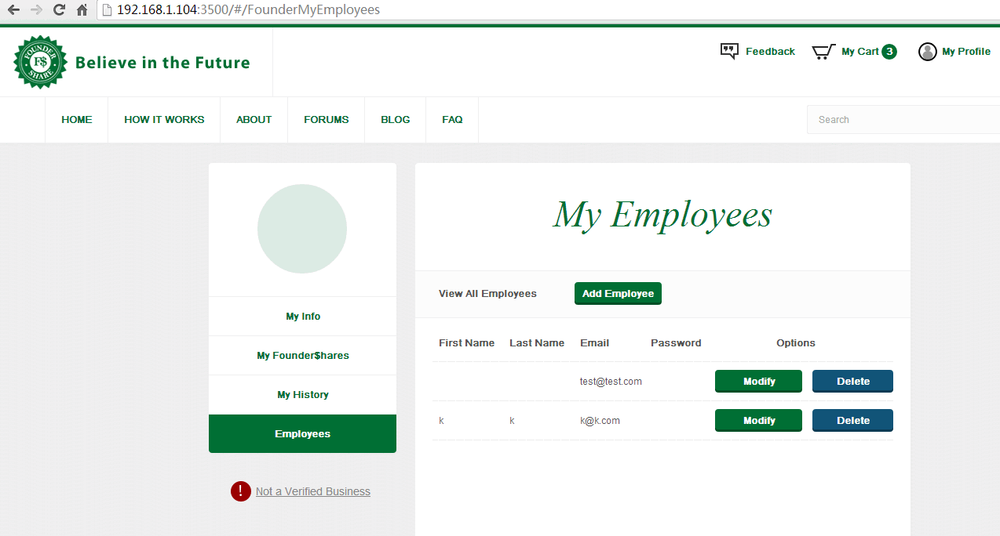 192.168.1.104:3500/#/FounderMyEmployees
FOUNDER
F$
SHARE
Believe in the Future
Feedback
My Cart 3
My Profile
HOME
HOW IT WORKS
ABOUT
FORUMS
BLOG
FAQ
Search
My Info
My Founder$hares
My History
Employees
! Not a Verified Business
My Employees
View All Employees
Add Employee
First Name Last Name Email Password Options
test@test.com Modify Delete
k k k@k.com Modify Delete